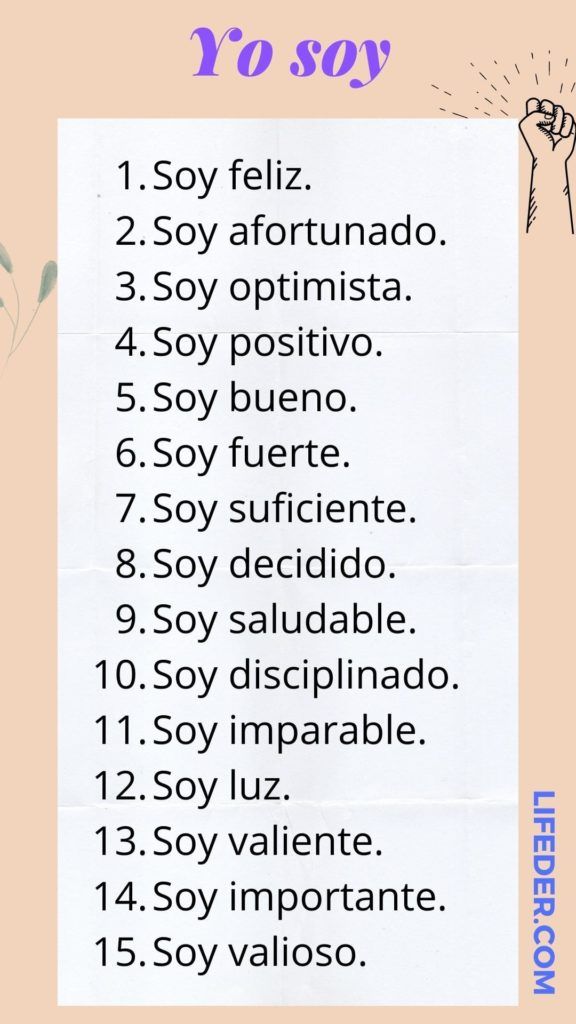 Yo soy
1. Soy feliz.
2. Soy afortunado.
3. Soy optimista.
4. Soy positivo.
5. Soy bueno.
6. Soy fuerte.
7. Soy suficiente.
8. Soy decidido.
9. Soy saludable.
10. Soy disciplinado.
11. Soy imparable.
12. Soy luz.
13. Soy valiente.
14. Soy importante.
15. Soy valioso.
LIFEDER.COM